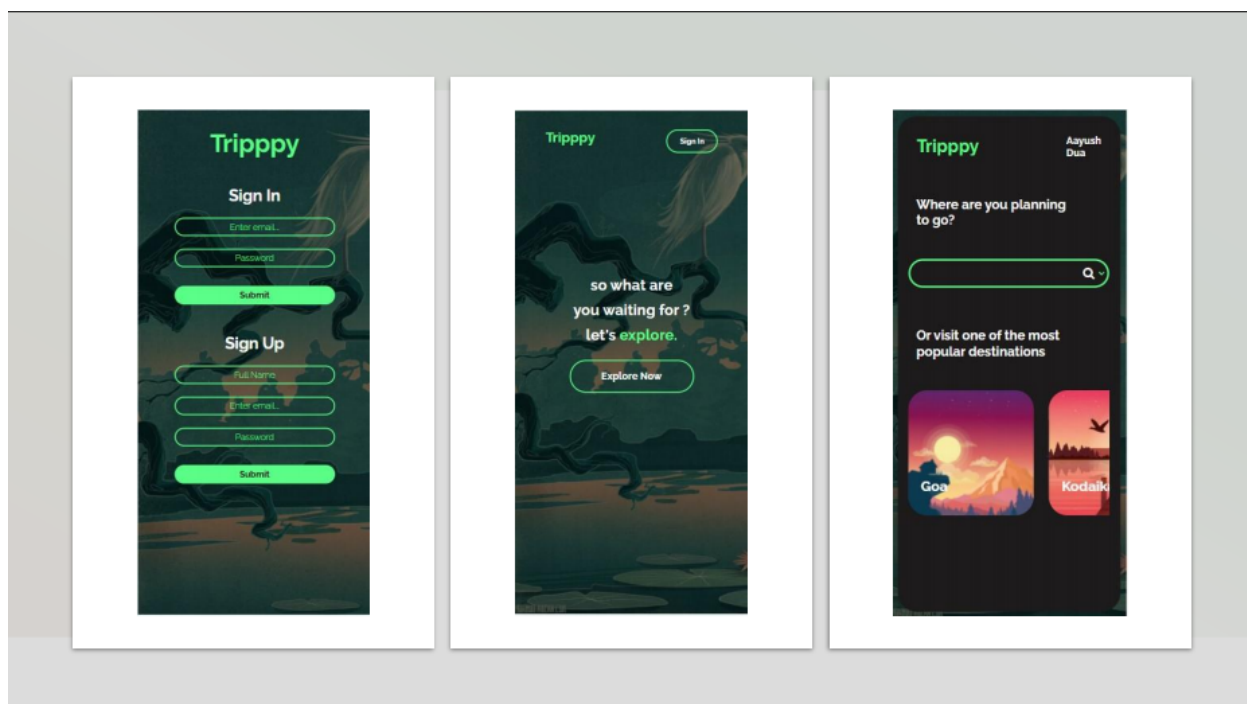 Tripppy
Sign In
Enter email...
Password
Submit
Sign Up
Full Name
Enter email...
Password
Submit
Tripppy
Sign In
so what are
you waiting for ?
let's explore.
Explore Now
Tripppy
Aayush
Dua
Where are you planning
to go?
Or visit one of the most
popular destinations
Goa
Kodaik